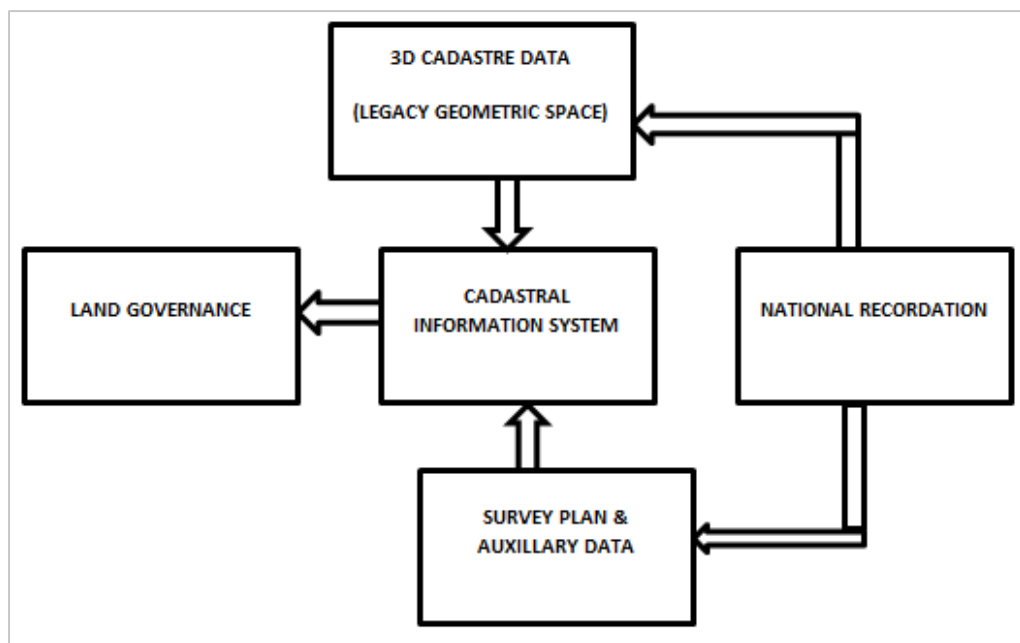 3D CADASTRE DATA
(LEGACY GEOMETRIC SPACE)
LAND GOVERNANCE
CADASTRAL
INFORMATION SYSTEM
NATIONAL RECORDATION
SURVEY PLAN &
AUXILLARY DATA